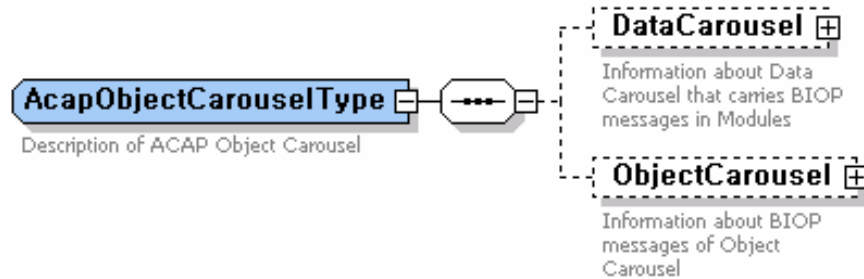 DataCarousel
Information about Data
Carousel that carries BIOP
messages in Modules
AcapObjectCarouselType
Description of ACAP Object Carousel
ObjectCarousel
Information about BIOP
messages of Object
Carousel